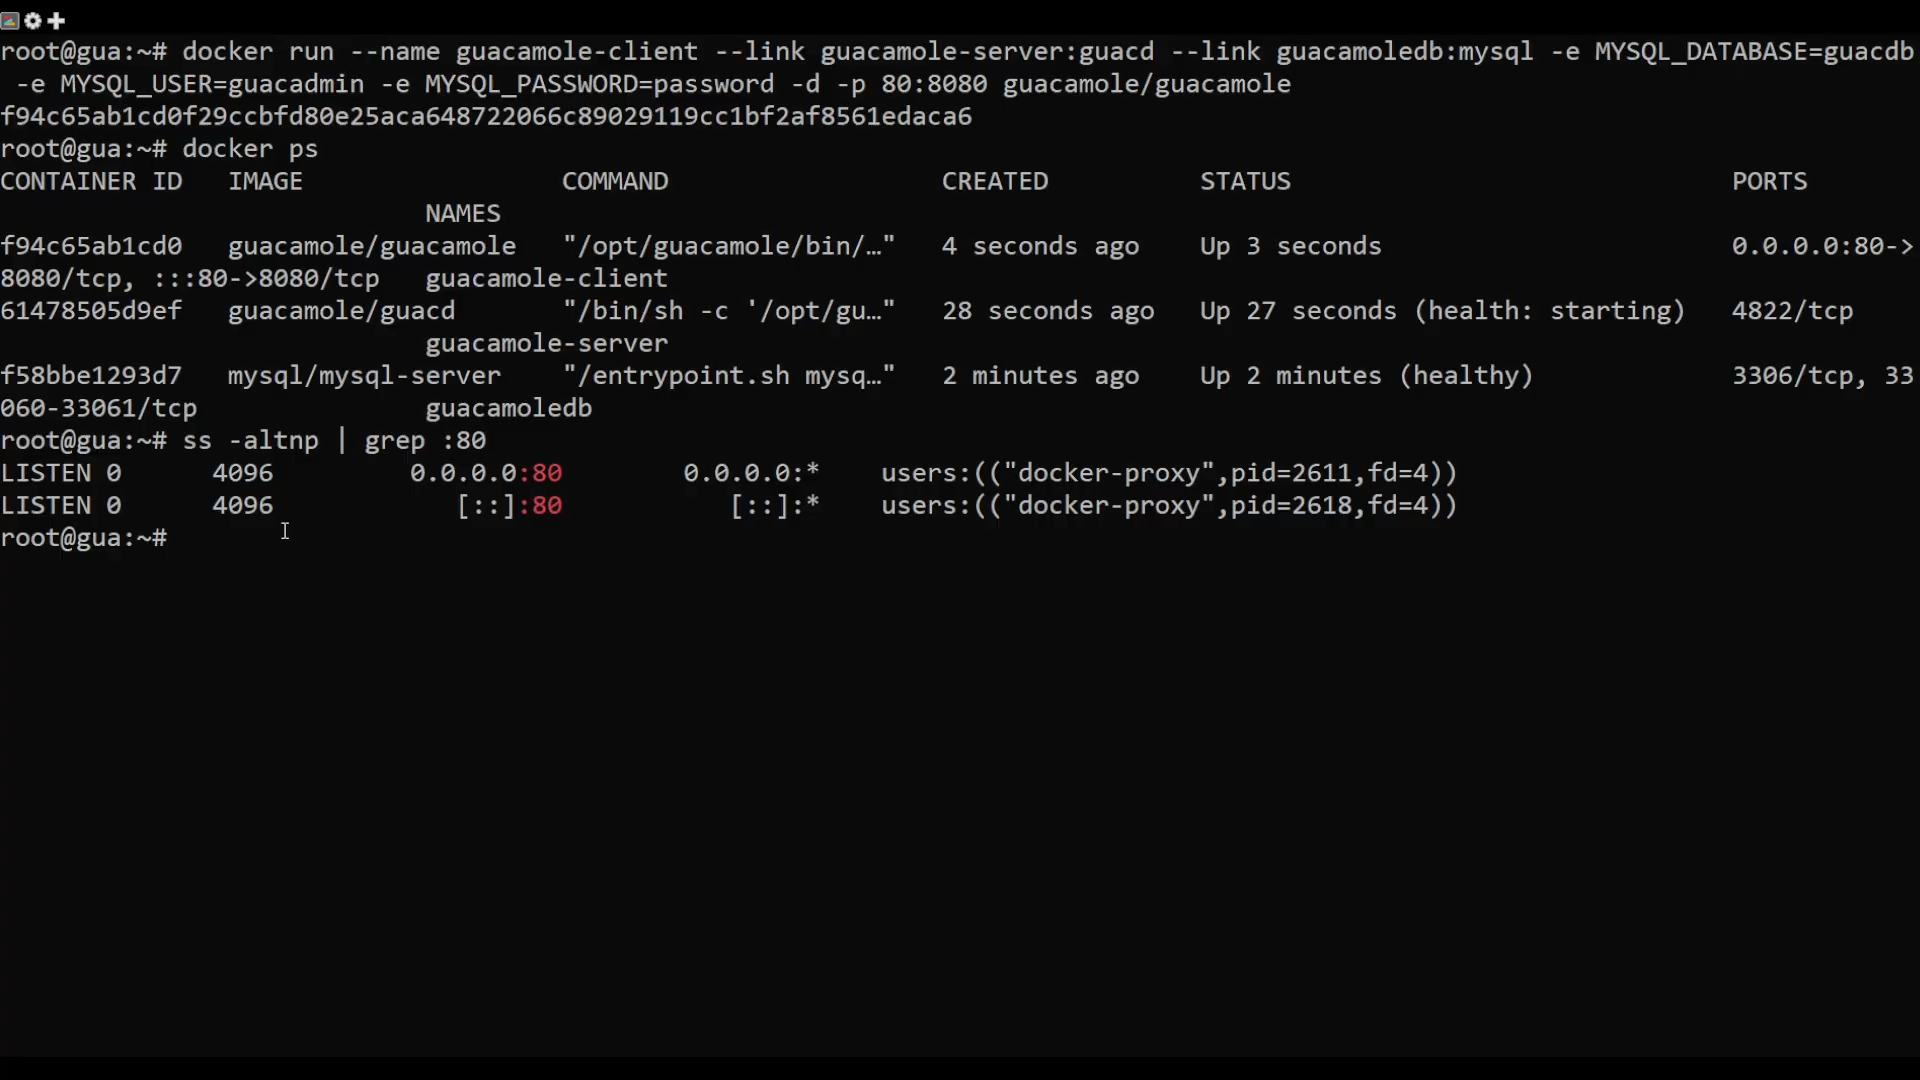 root@gua:~# docker run --name guacamole-client --link guacamole-server:guacd --link guacamoledb:mysql -e MYSQL_DATABASE=guacdb
 -e MYSQL_USER=guacadmin -e MYSQL_PASSWORD=password -d -p 80:8080 guacamole/guacamole
f94c65ab1cd0f29ccbfd80e25aca648722066c89029119cc1bf2af8561edaca6
root@gua:~# docker ps
CONTAINER ID   IMAGE                 COMMAND                  CREATED          STATUS                             PORTS
                            NAMES
f94c65ab1cd0   guacamole/guacamole   "/opt/guacamole/bin/…"   4 seconds ago    Up 3 seconds                       0.0.0.0:80->
8080/tcp, :::80->8080/tcp   guacamole-client
61478505d9ef   guacamole/guacd       "/bin/sh -c '/opt/gu…"   28 seconds ago   Up 27 seconds (health: starting)   4822/tcp
                            guacamole-server
f58bbe1293d7   mysql/mysql-server    "/entrypoint.sh mysq…"   2 minutes ago    Up 2 minutes (healthy)             3306/tcp, 33
060-33061/tcp               guacamoledb
root@gua:~# ss -altnp | grep :80
LISTEN 0      4096         0.0.0.0:80        0.0.0.0:*    users:(("docker-proxy",pid=2611,fd=4))
LISTEN 0      4096            [::]:80           [::]:*    users:(("docker-proxy",pid=2618,fd=4))
root@gua:~#